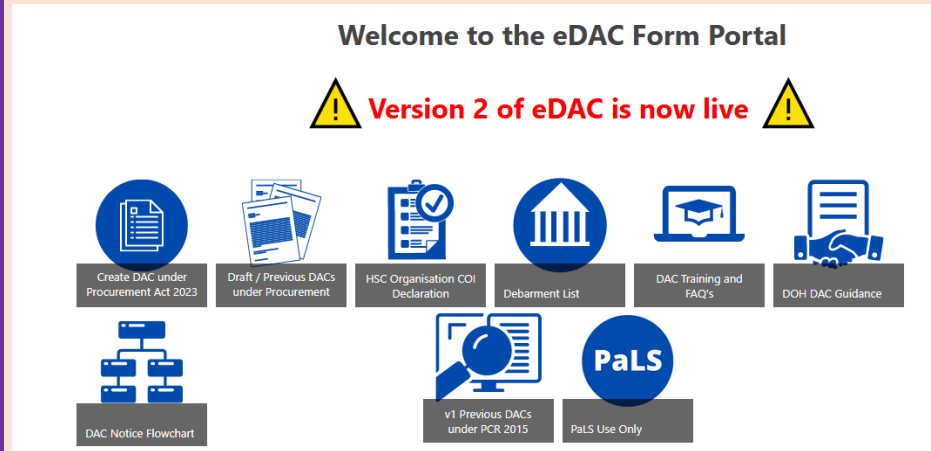 Welcome to the eDAC Form Portal
Version 2 of eDAC is now live
Create DAC under
Procurement Act 2023
Draft / Previous DACs
under Procurement
HSC Organisation COI
Declaration
Debarment List
DAC Training and
FAQ's
DOH DAC Guidance
DAC Notice Flowchart
v1 Previous DACs
under PCR 2015
PaLS
PaLS Use Only